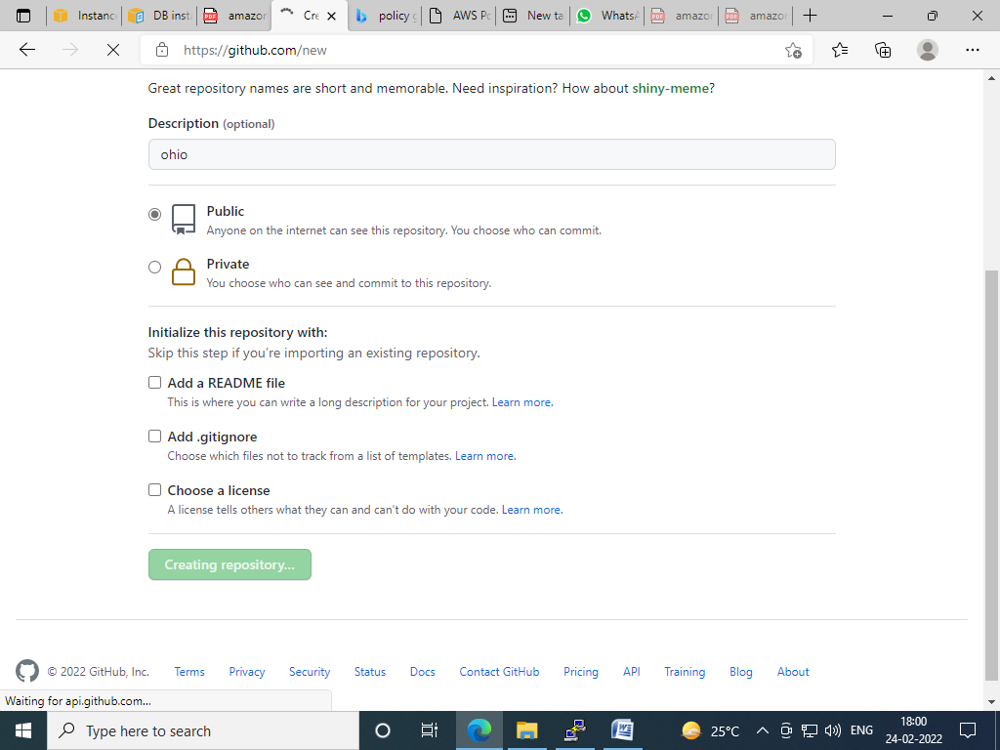 Instanc
DB inst
amazon
Cre
policy g
AWS Po
New ta
WhatsA
amazon
amazon
https://github.com/new
Great repository names are short and memorable. Need inspiration? How about shiny-meme?
Description (optional)
ohio
Public
Anyone on the internet can see this repository. You choose who can commit.
Private
You choose who can see and commit to this repository.
Initialize this repository with:
Skip this step if you're importing an existing repository.
Add a README file
This is where you can write a long description for your project. Learn more.
Add .gitignore
Choose which files not to track from a list of templates. Learn more.
Choose a license
A license tells others what they can and can't do with your code. Learn more.
Creating repository...
© 2022 GitHub, Inc. Terms Privacy Security Status Docs Contact GitHub Pricing API Training Blog About
Waiting for api.github.com...
Type here to search
25°C
ENG
18:00
24-02-2022